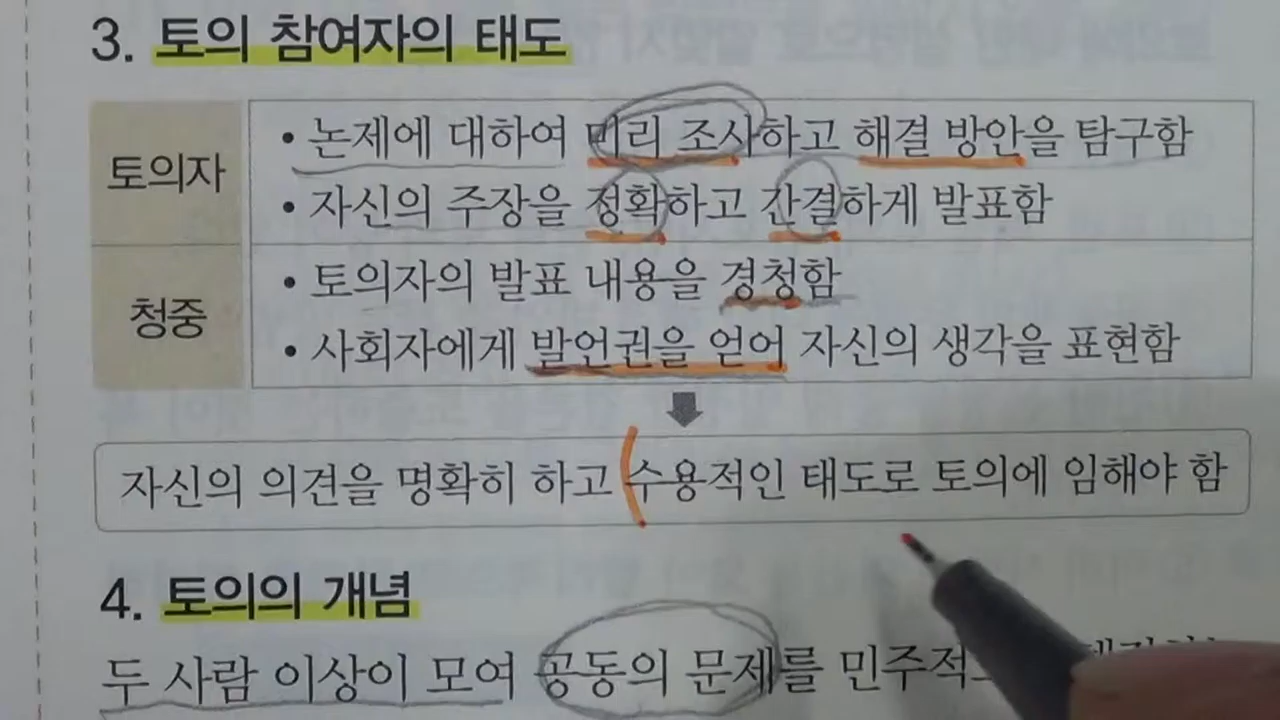 3. 토의 참여자의 태도
토의자
• 논제에 대하여 미리 조사하고 해결 방안을 탐구함
• 자신의 주장을 정확하고 간결하게 발표함
청중
• 토의자의 발표 내용을 경청함
• 사회자에게 발언권을 얻어 자신의 생각을 표현함
자신의 의견을 명확히 하고 수용적인 태도로 토의에 임해야 함
4. 토의의 개념
두 사람 이상이 모여 공동의 문제를